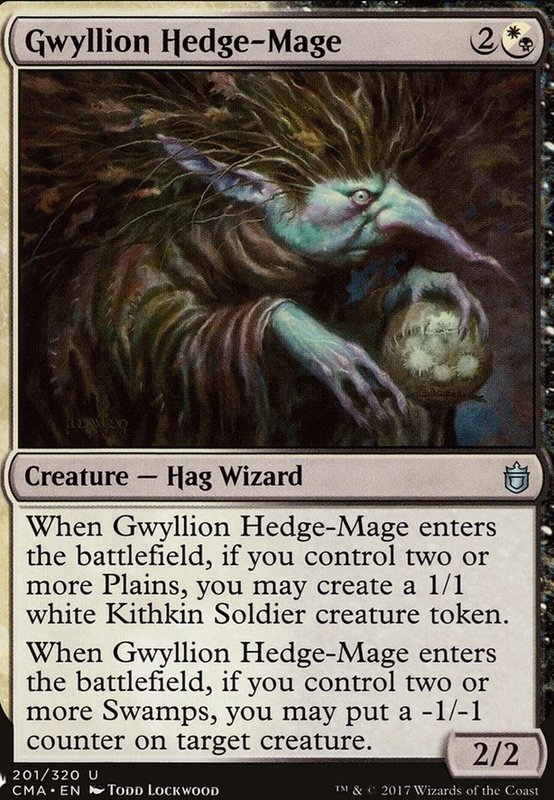 Gwyllion Hedge-Mage 2
LOCKWOOD
Creature — Hag Wizard
When Gwyllion Hedge-Mage enters
the battlefield, if you control two or
more Plains, you may create a 1/1
white Kithkin Soldier creature token.
When Gwyllion Hedge-Mage enters
the battlefield, if you control two or
more Swamps, you may put a -1/-1
counter on target creature.
2/2
201/320 U
CMA • EN Todd Lockwood
™ & © 2017 Wizards of the Coast